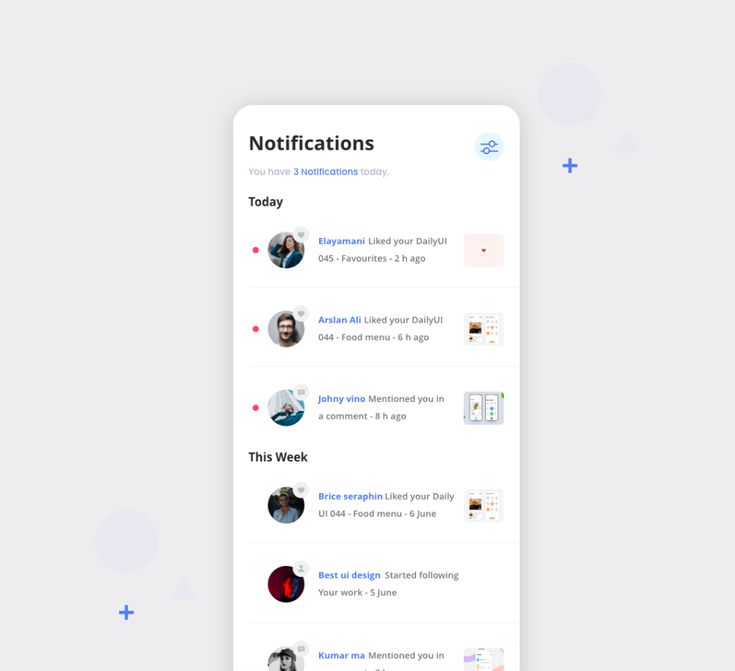 Notifications
You have 3 Notifications today.
Today
Elayamani Liked your DailyUI
045 - Favourites - 2 h ago
Arslan Ali Liked your DailyUI
044 - Food menu - 6 h ago
Johny vino Mentioned you in
a comment - 8 h ago
This Week
Brice seraphin Liked your Daily
UI 044 - Food menu - 6 June
Best ui design Started following
Your work - 5 June
Kumar ma Mentioned you in